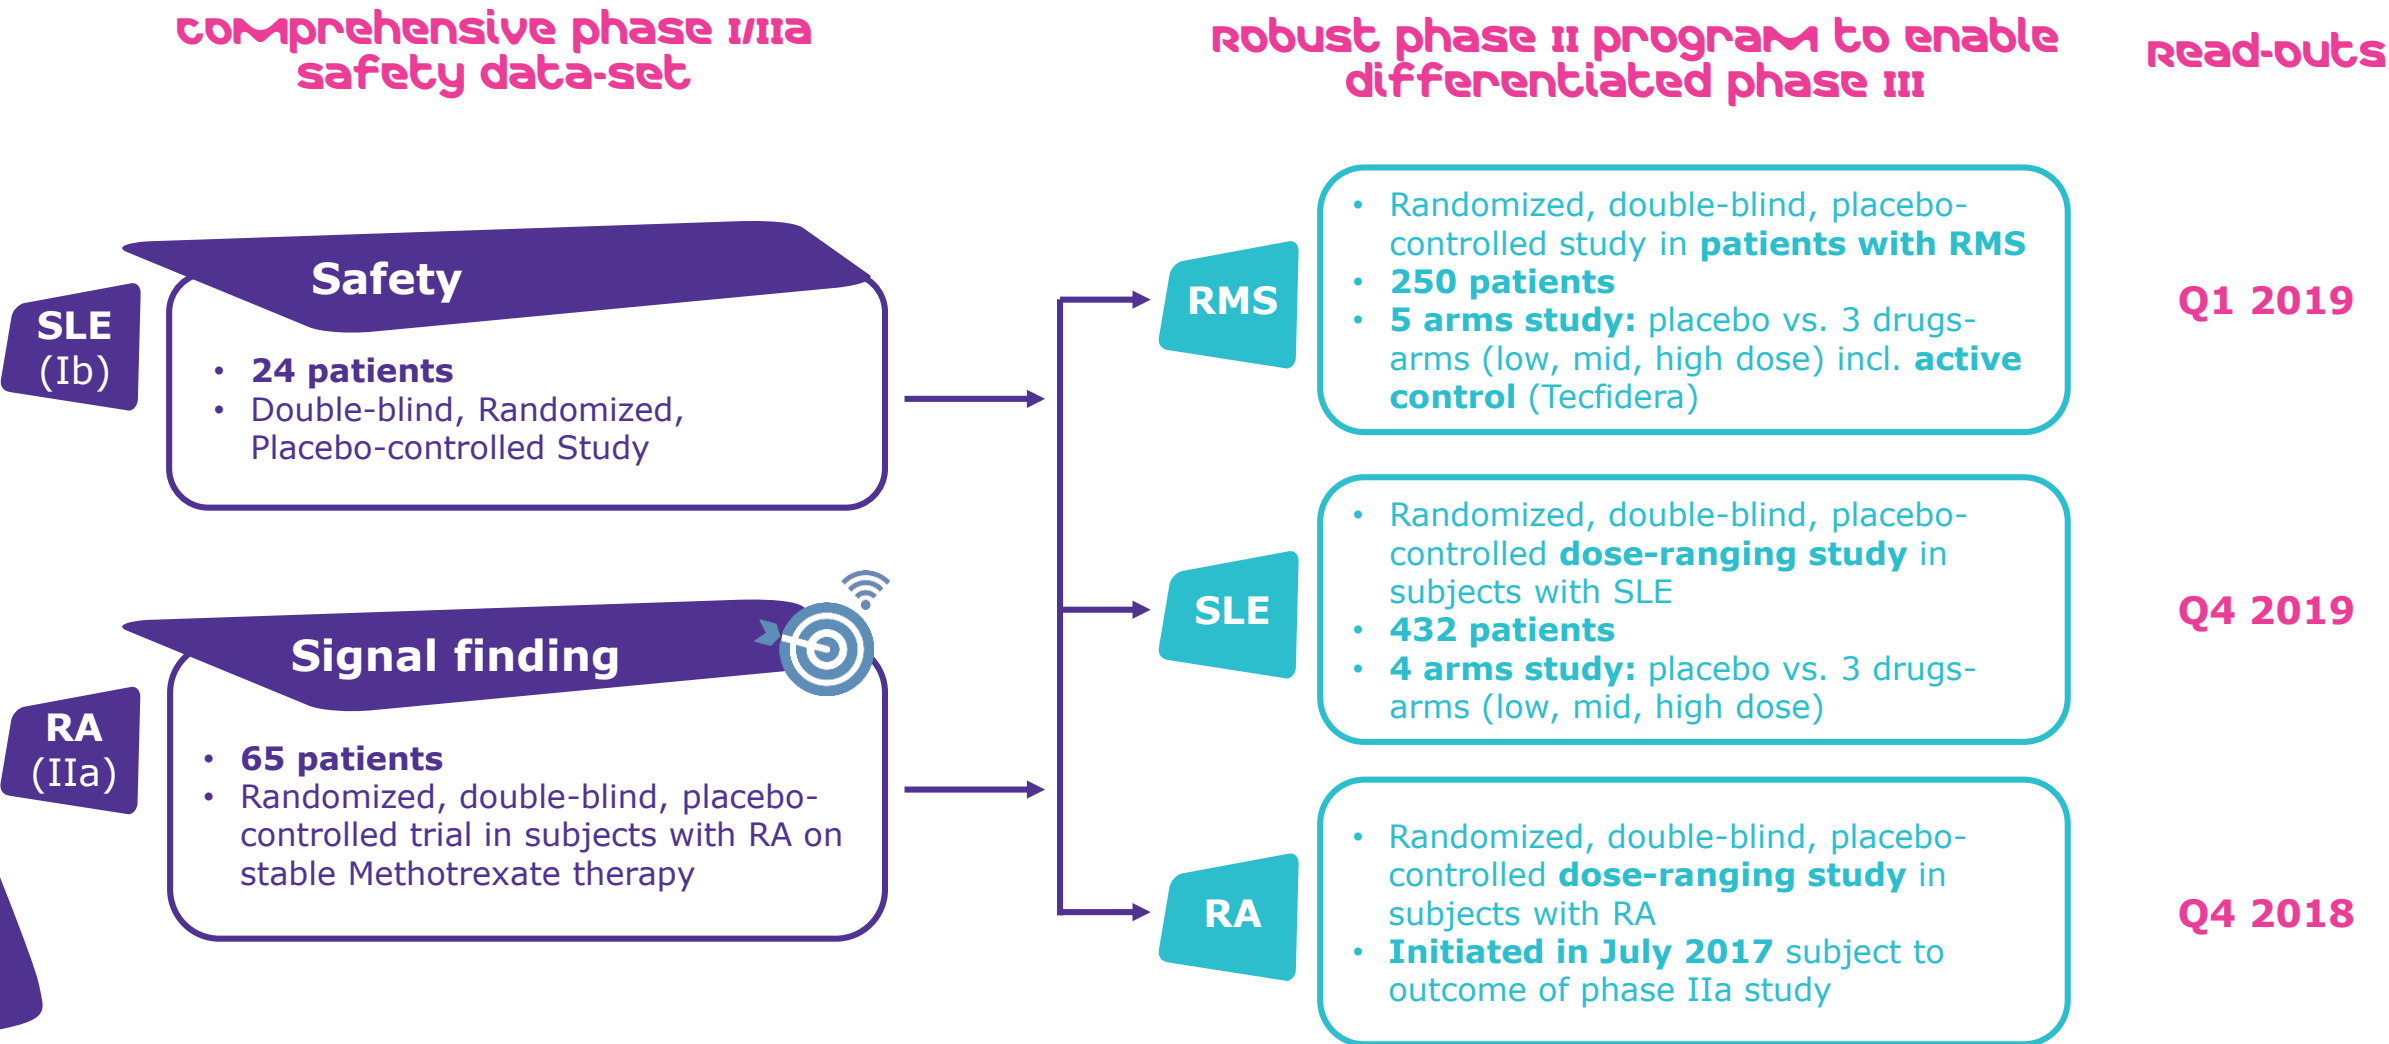 Comprehensive phase I/IIa
safety data-set
Robust phase II program to enable
differentiated phase III
Read-outs
SLE
(Ib)
Safety
• 24 patients
• Double-blind, Randomized,
Placebo-controlled Study
RA
(IIa)
Signal finding
• 65 patients
• Randomized, double-blind, placebo-
controlled trial in subjects with RA on
stable Methotrexate therapy
RMS
• Randomized, double-blind, placebo-
controlled study in patients with RMS
• 250 patients
• 5 arms study: placebo vs. 3 drugs-
arms (low, mid, high dose) incl. active
control (Tecfidera)
Q1 2019
SLE
• Randomized, double-blind, placebo-
controlled dose-ranging study in
subjects with SLE
• 432 patients
• 4 arms study: placebo vs. 3 drugs-
arms (low, mid, high dose)
Q4 2019
RA
• Randomized, double-blind, placebo-
controlled dose-ranging study in
subjects with RA
• Initiated in July 2017 subject to
outcome of phase IIa study
Q4 2018